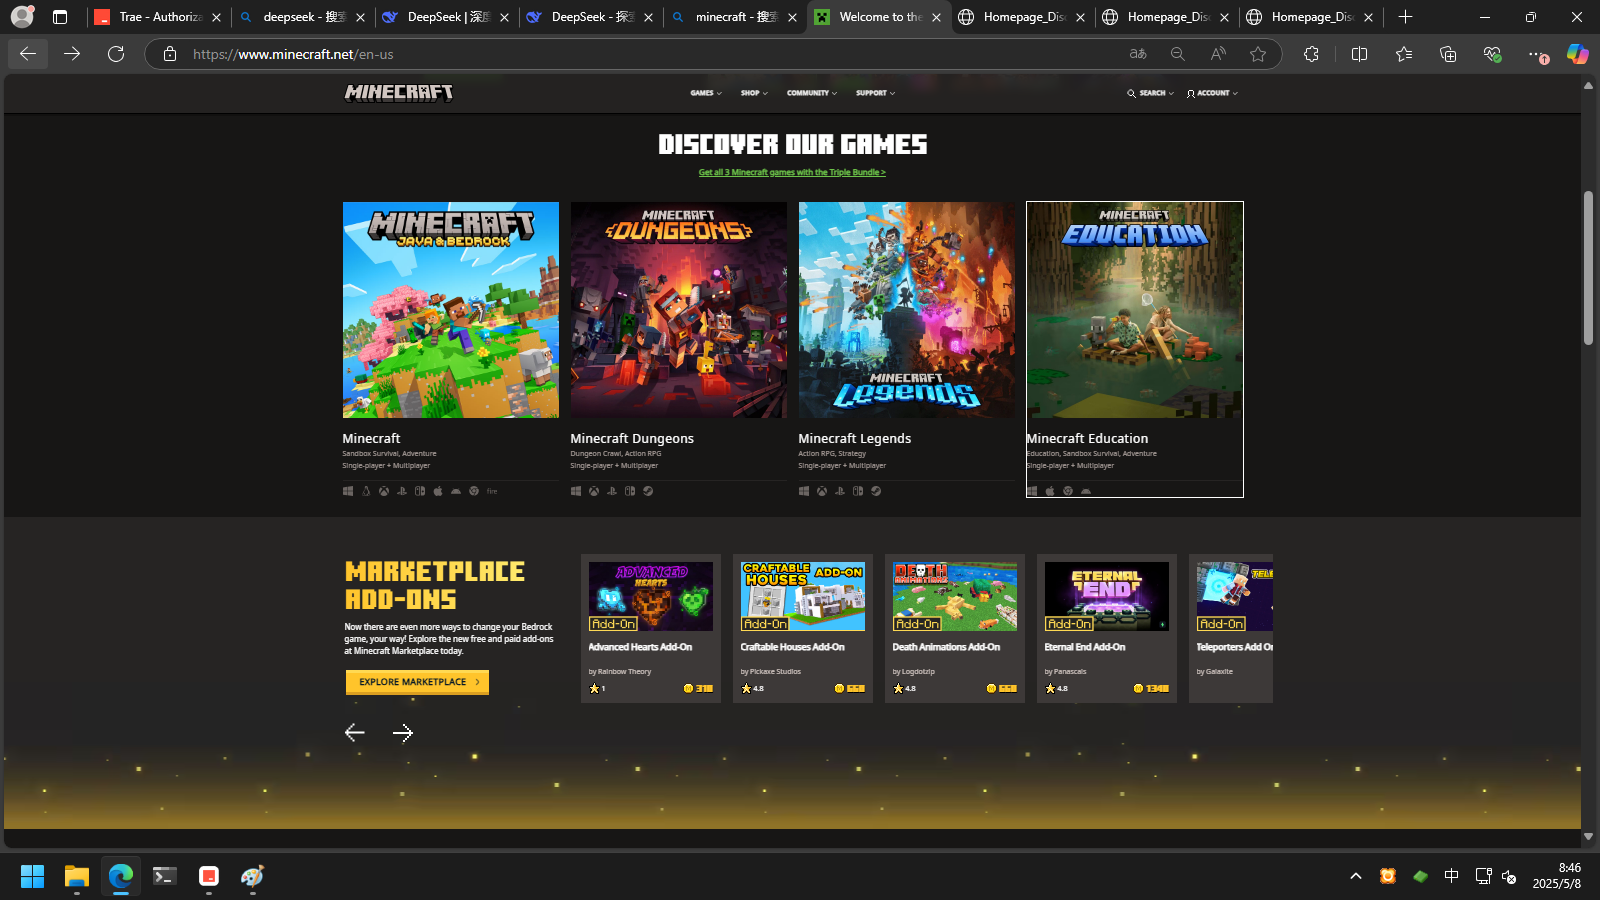 Trae - Authoriza
deepseek - 搜索
DeepSeek | 深度
DeepSeek - 探索
minecraft - 搜索
Welcome to the
Homepage_Disc
Homepage_Disc
Homepage_Disc
https://www.minecraft.net/en-us
MINECRAFT
GAMES
SHOP
COMMUNITY
SUPPORT
SEARCH
ACCOUNT
DISCOVER OUR GAMES
Get all 3 Minecraft games with the Triple Bundle >
MINECRAFT
JAVA & BEDROCK
MINECRAFT
DUNGEONS
MINECRAFT
Legends
MINECRAFT
EDUCATION
Minecraft
Sandbox Survival, Adventure
Single-player + Multiplayer
fire
Minecraft Dungeons
Dungeon Crawl, Action RPG
Single-player + Multiplayer
Minecraft Legends
Action RPG, Strategy
Single-player + Multiplayer
Minecraft Education
Education, Sandbox Survival, Adventure
Single-player + Multiplayer
MARKETPLACE
ADD-ONS
Now there are even more ways to change your Bedrock
game, your way! Explore the new free and paid add-ons
at Minecraft Marketplace today.
EXPLORE MARKETPLACE
ADVANCED
HEARTS
Add-On
Advanced Hearts Add-On
by Rainbow Theory
1
310
CRAFTABLE
HOUSES
ADD-ON
Add-On
Craftable Houses Add-On
by Pickaxe Studios
4.8
DEATH
ANIMATIONS
Add-On
Death Animations Add-On
by Logdotzip
4.8
ETERNAL
END
Add-On
Eternal End Add-On
by Panascais
4.8
1340
TELE
Add-On
Teleporters Add On
by Galaxite
中
8:46
2025/5/8